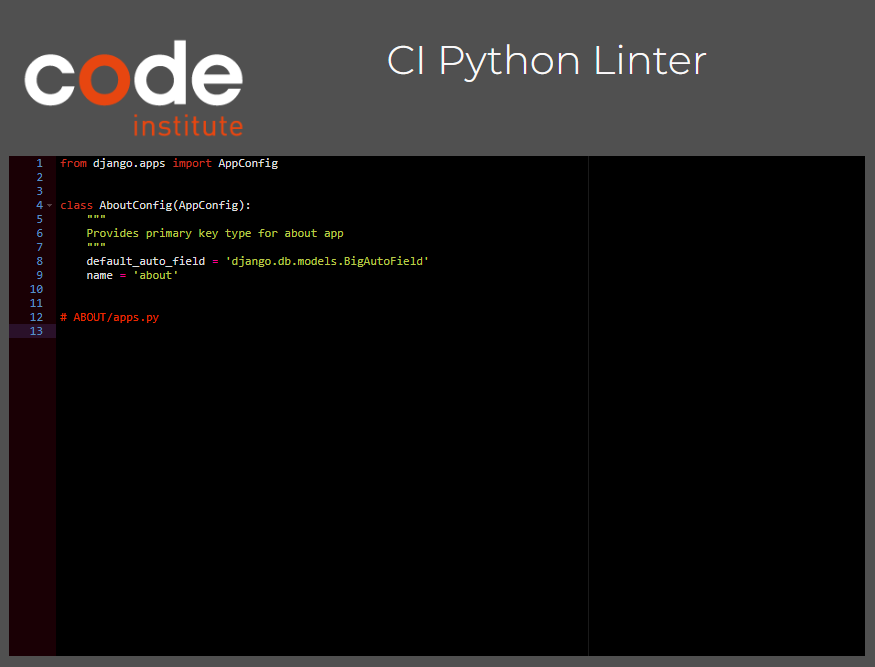 code
institute
CI Python Linter
1 from django.apps import AppConfig
2
3
4 class AboutConfig(AppConfig):
5     """
6     Provides primary key type for about app
7     """
8     default_auto_field = 'django.db.models.BigAutoField'
9     name = 'about'
10
11
12 # ABOUT/apps.py
13